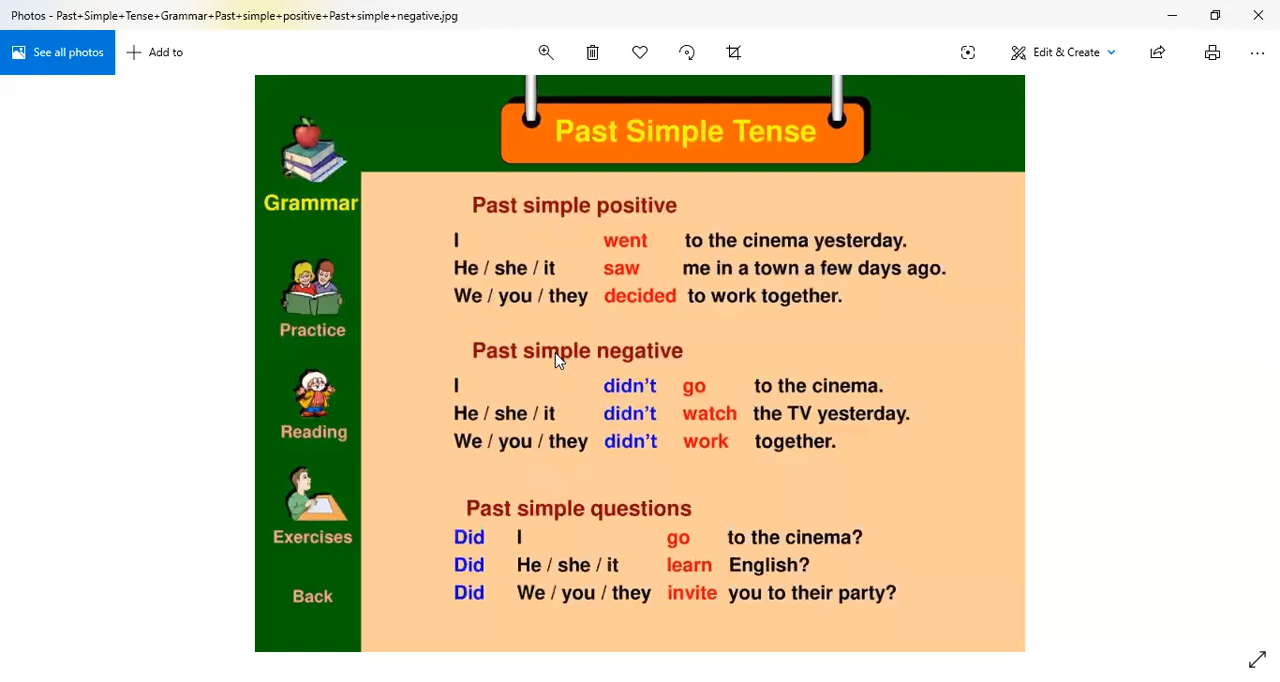 Photos - Past+Simple+Tense+Grammar+Past+simple+positive+Past+simple+negative.jpg
See all photos
Add to
Edit & Create
Past Simple Tense
Grammar
Practice
Reading
Exercises
Back
Past simple positive
I went to the cinema yesterday.
He / she / it saw me in a town a few days ago.
We / you / they decided to work together.
Past simple negative
I didn't go to the cinema.
He / she / it didn't watch the TV yesterday.
We / you / they didn't work together.
Past simple questions
Did I go to the cinema?
Did He / she / it learn English?
Did We / you / they invite you to their party?